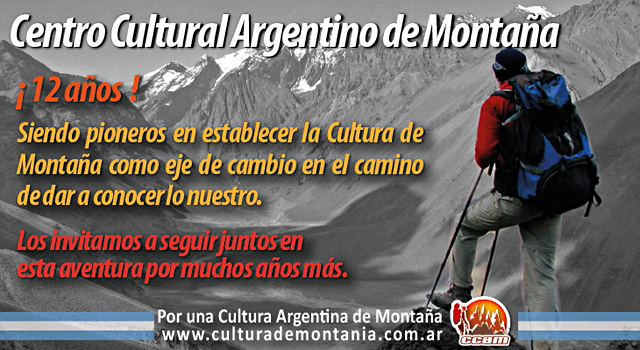 Centro Cultural Argentino de Montaña
¡ 12 años !
Siendo pioneros en establecer la Cultura de
Montaña como eje de cambio en el camino
de dar a conocer lo nuestro.
Los invitamos a seguir juntos en
esta aventura por muchos años más.
Por una Cultura Argentina de Montaña
www.culturademontania.com.ar
ccam